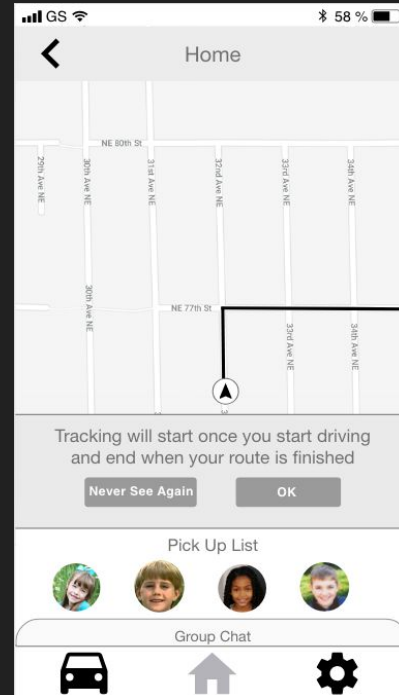 GS 58 %
Home
NE 80th St
29th Ave NE
30th Ave NE
31st Ave NE
32nd Ave NE
33rd Ave NE
34th Ave NE
30th Ave NE
NE 77th St
33rd Ave NE
34th Ave NE
Tracking will start once you start driving
and end when your route is finished
Never See Again OK
Pick Up List
Group Chat